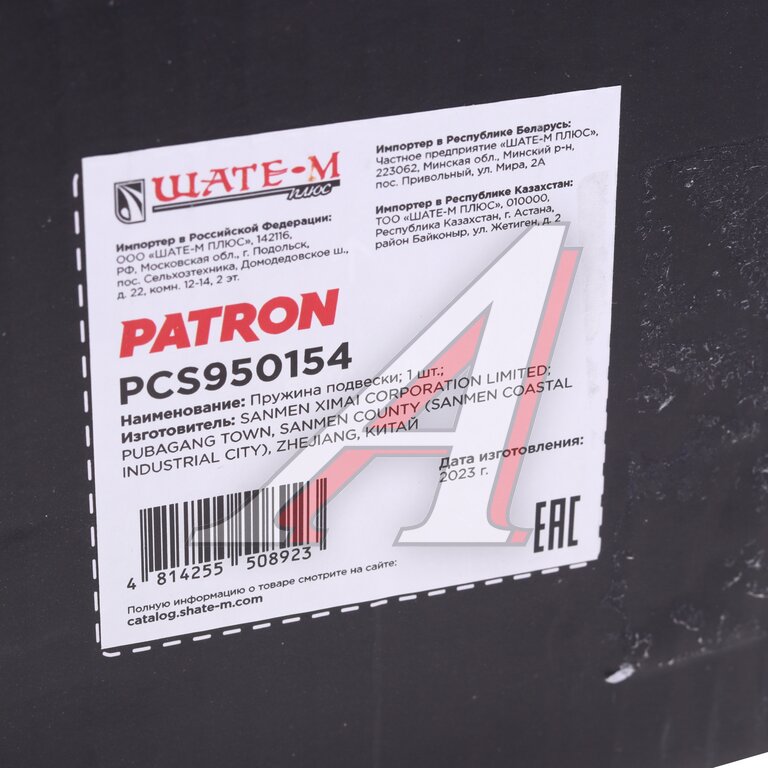 ШАТЕ-М
плюс
Импортер в Российской Федерации:
ООО «ШАТЕ-М ПЛЮС», 142116,
РФ, Московская обл., г. Подольск,
пос. Сельхозтехника, Домодедовское ш.,
д. 22, комн. 12-14, 2 эт.
Импортер в Республике Беларусь:
Частное предприятие «ШАТЕ-М ПЛЮС»,
223062, Минская обл., Минский р-н,
пос. Привольный, ул. Мира, 2А
Импортер в Республике Казахстан:
ТОО «ШАТЕ-М ПЛЮС», 010000,
Республика Казахстан, г. Астана,
район Байконыр, ул. Жетиген, д. 2
PATRON
PCS950154
Наименование: Пружина подвески; 1 шт.;
Изготовитель: SANMEN XIMAI CORPORATION LIMITED;
PUBAGANG TOWN, SANMEN COUNTY (SANMEN COASTAL
INDUSTRIAL CITY), ZHEJIANG, КИТАЙ
Дата изготовления:
2023 г.
4 814255 508923
EAC
Полную информацию о товаре смотрите на сайте:
catalog.shate-m.com